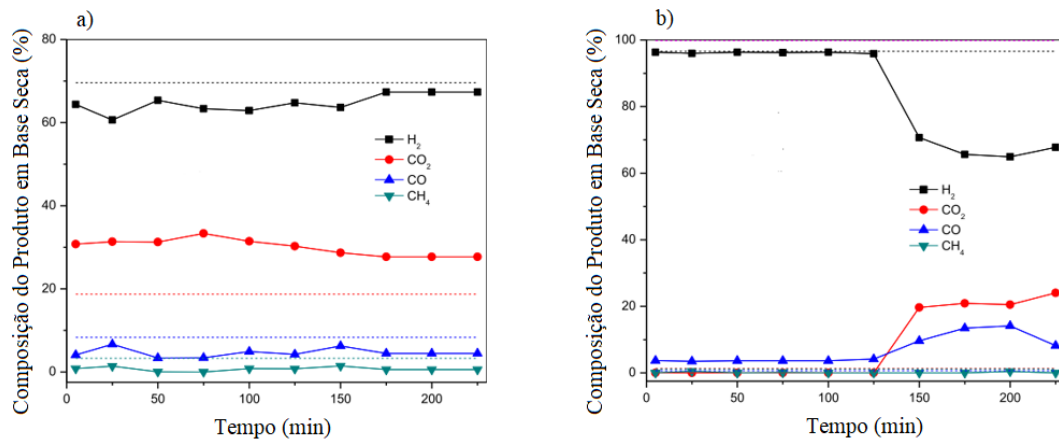 a)
Composição do Produto em Base Seca (%)
80
60
40
20
0
H₂
CO₂
CO
CH₄
0
50
100
150
200
Tempo (min)
b)
Composição do Produto em Base Seca (%)
100
80
60
40
20
0
H₂
CO₂
CO
CH₄
0
50
100
150
200
Tempo (min)